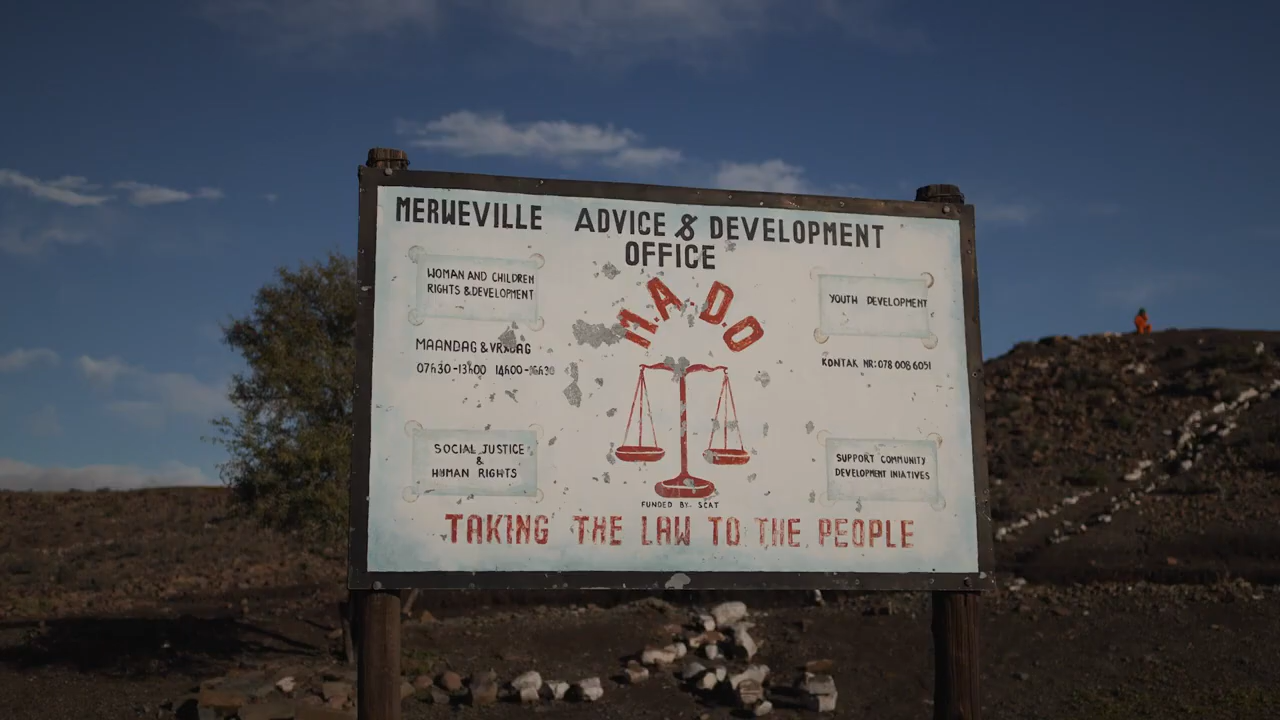 MERWEVILLE ADVICE & DEVELOPMENT
OFFICE
WOMAN AND CHILDREN
RIGHTS & DEVELOPMENT
MAANDAG & VRYDAG
07h30-13h00 14h00-16h30
M.A.D.O
YOUTH DEVELOPMENT
KONTAK NR: 078 006 6051
SOCIAL JUSTICE
&
HUMAN RIGHTS
SUPPORT COMMUNITY
DEVELOPMENT INIATIVES
FUNDED BY- SCAT
TAKING THE LAW TO THE PEOPLE